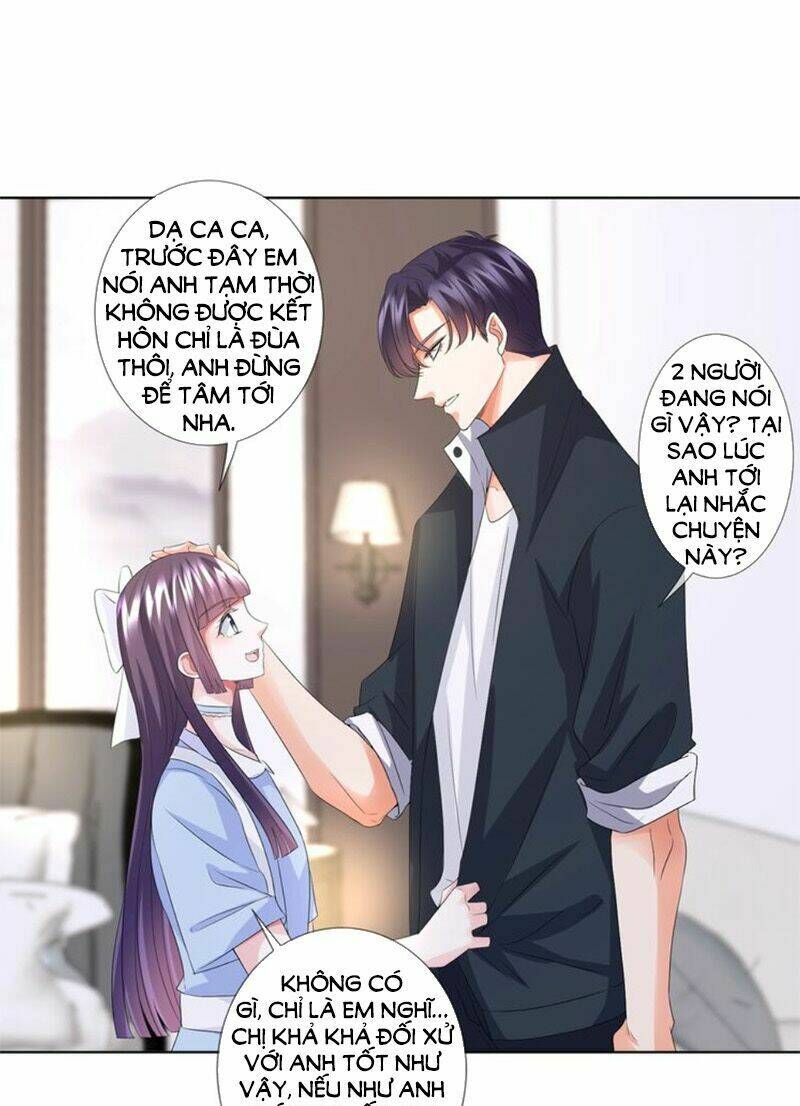 DẠ CA CA,
TRƯỚC ĐÂY EM
NÓI ANH TẠM THỜI
KHÔNG ĐƯỢC KẾT
HÔN CHỈ LÀ ĐÙA
THÔI, ANH ĐỪNG
ĐỂ TÂM TỚI
NHA.
2 NGƯỜI
ĐANG NÓI
GÌ VẬY? TẠI
SAO LÚC
ANH TỚI
LẠI NHẮC
CHUYỆN
NÀY?
KHÔNG CÓ
GÌ, CHỈ LÀ EM NGHĨ...
CHỊ KHẢ KHẢ ĐỐI XỬ
VỚI ANH TỐT NHƯ
VẬY, NẾU NHƯ ANH